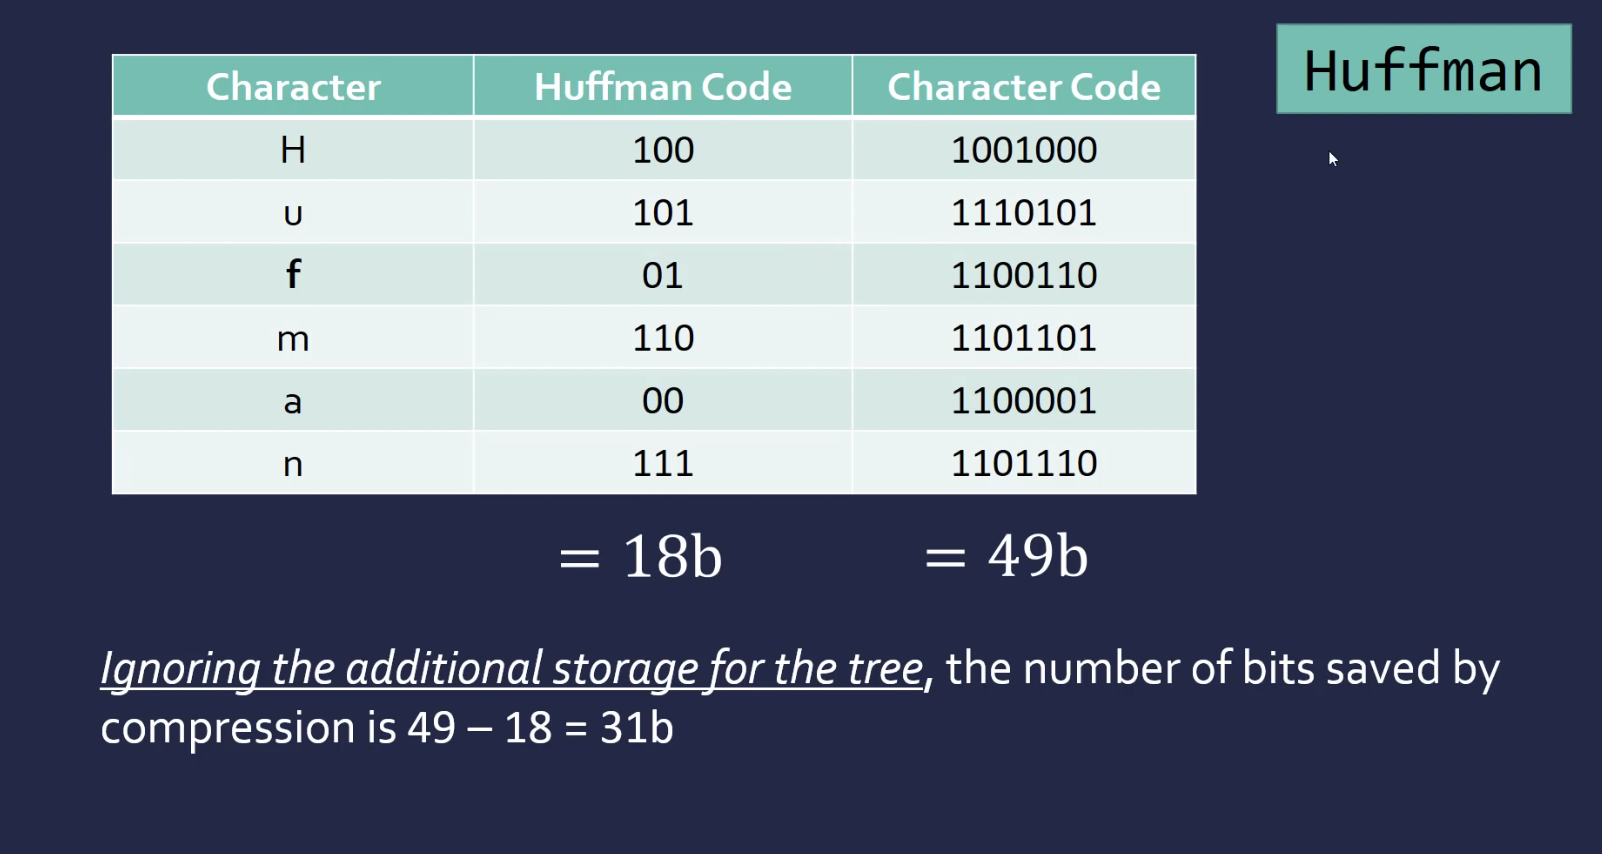 Huffman
Character Huffman Code Character Code
H 100 1001000
u 101 1110101
f 01 1100110
m 110 1101101
a 00 1100001
n 111 1101110
= 18b = 49b
Ignoring the additional storage for the tree, the number of bits saved by
compression is 49 – 18 = 31b